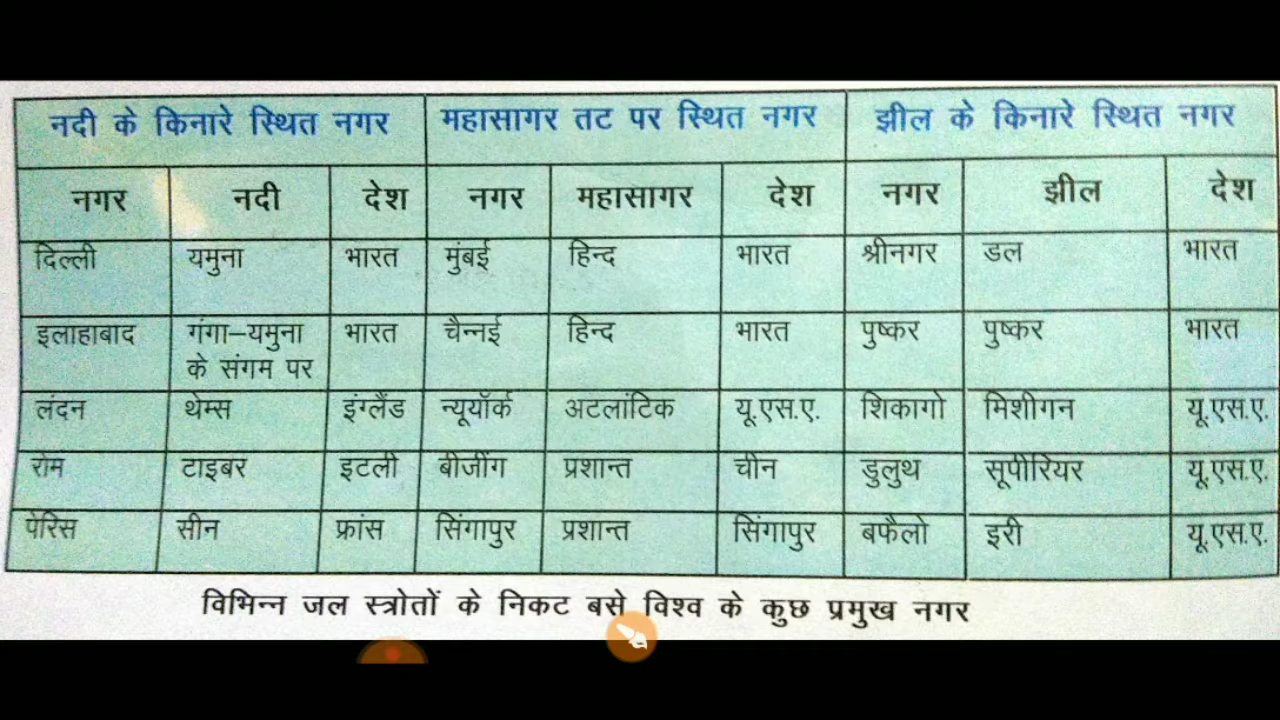 नदी के किनारे स्थित नगर महासागर तट पर स्थित नगर झील के किनारे स्थित नगर
नगर नदी देश नगर महासागर देश नगर झील देश
दिल्ली यमुना भारत मुंबई हिन्द भारत श्रीनगर डल भारत
इलाहाबाद गंगा–यमुना भारत चैन्नई हिन्द भारत पुष्कर पुष्कर भारत
के संगम पर
लंदन थेम्स इंग्लैंड न्यूयॉर्क अटलांटिक यू.एस.ए. शिकागो मिशीगन यू.एस.ए.
रोम टाइबर इटली बीजींग प्रशान्त चीन डुलुथ सूपीरियर यू.एस.ए.
पेरिस सीन फ्रांस सिंगापुर प्रशान्त सिंगापुर बफैलो इरी यू.एस.ए.
विभिन्न जल स्त्रोतों के निकट बसे विश्व के कुछ प्रमुख नगर